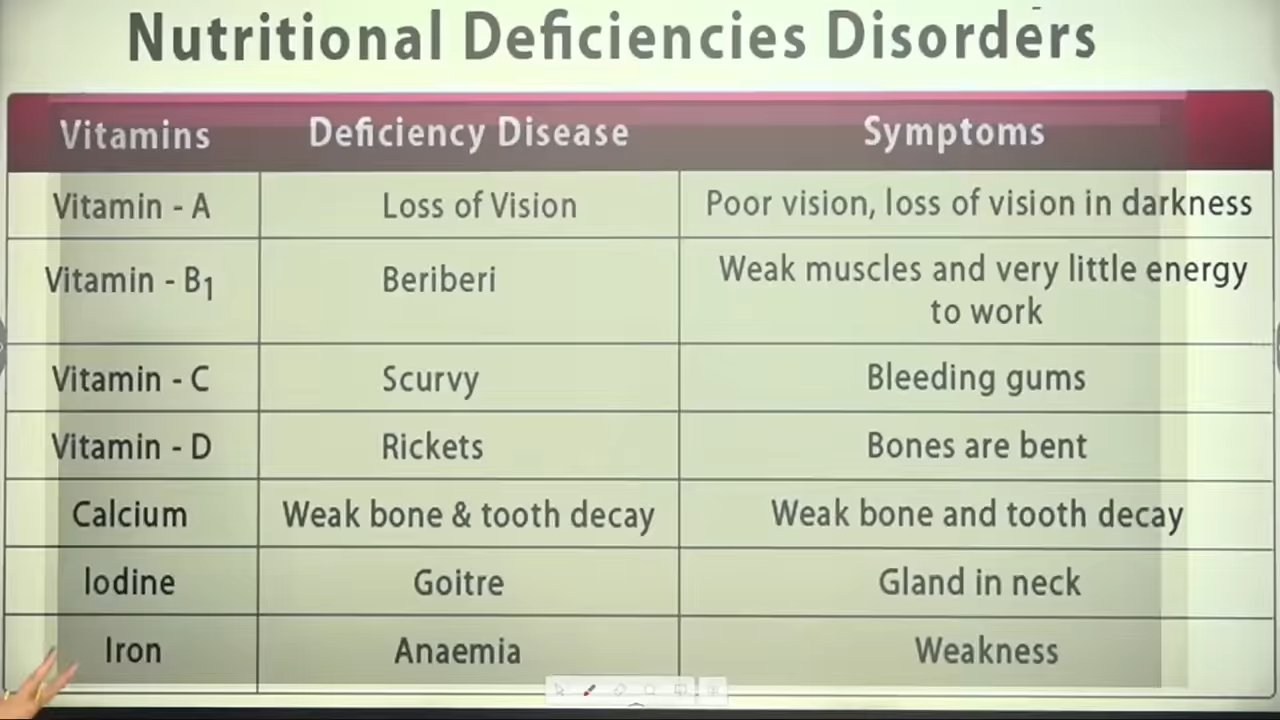 Nutritional Deficiencies Disorders
Vitamins Deficiency Disease Symptoms
Vitamin - A Loss of Vision Poor vision, loss of vision in darkness
Vitamin - B1 Beriberi Weak muscles and very little energy
to work
Vitamin - C Scurvy Bleeding gums
Vitamin - D Rickets Bones are bent
Calcium Weak bone & tooth decay Weak bone and tooth decay
Iodine Goitre Gland in neck
Iron Anaemia Weakness